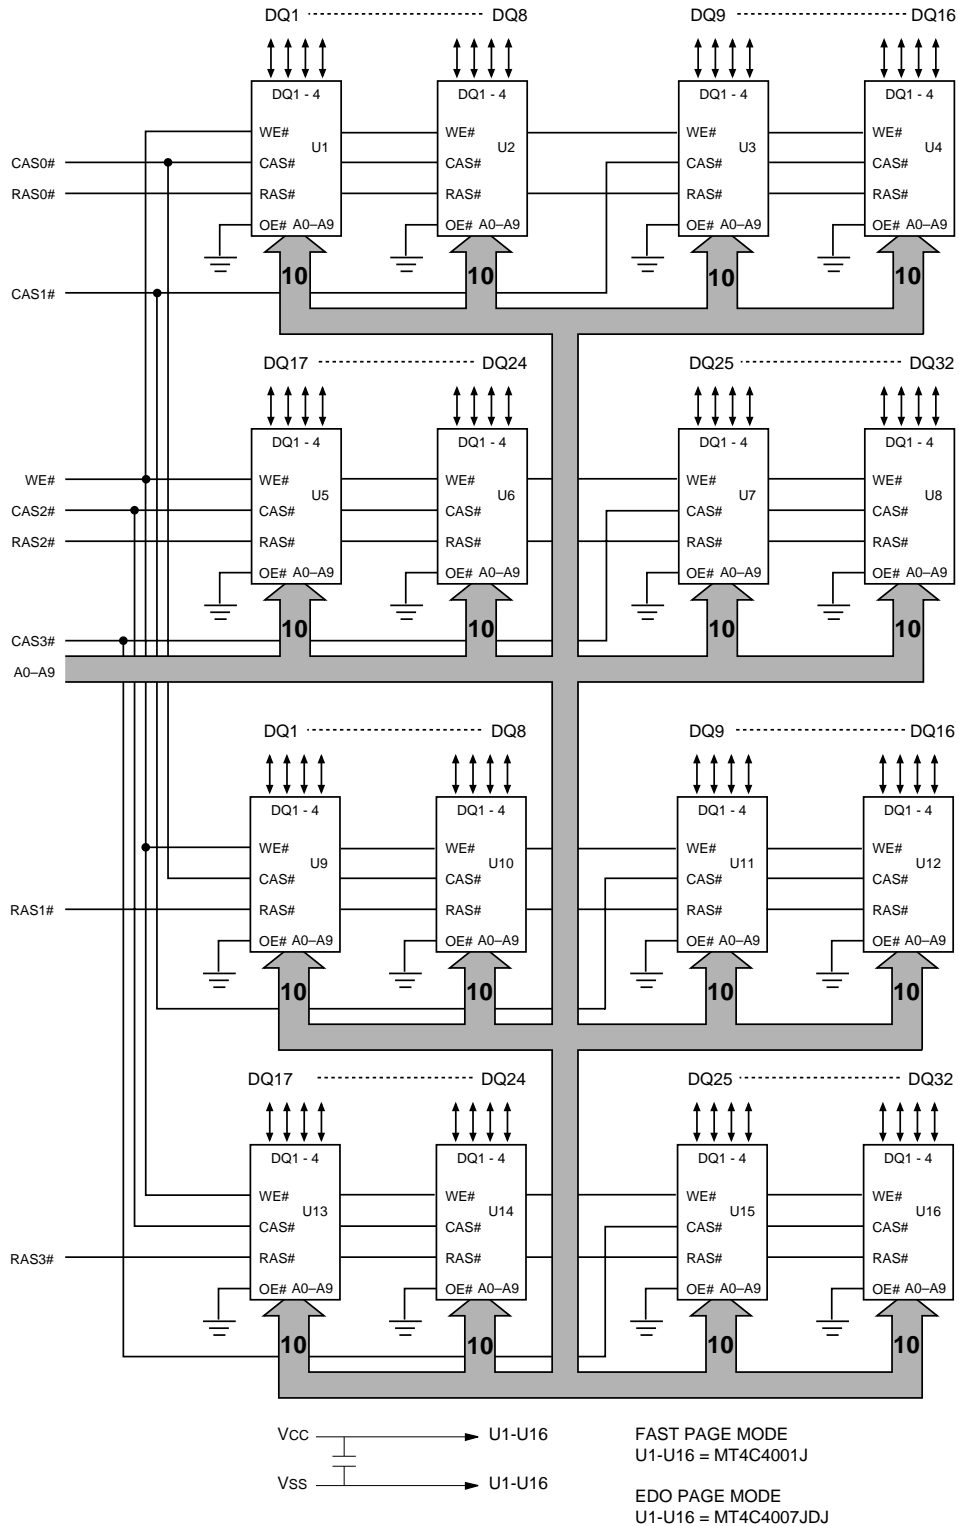 DQ1 DQ8 DQ9 DQ16
DQ1 - 4 DQ1 - 4 DQ1 - 4 DQ1 - 4
WE# WE# WE# WE#
U1 U2 U3 U4
CAS0# CAS# CAS# CAS# CAS#
RAS0# RAS# RAS# RAS# RAS#
OE# A0–A9 OE# A0–A9 OE# A0–A9 OE# A0–A9
10 10 10 10
CAS1#
DQ17 DQ24 DQ25 DQ32
DQ1 - 4 DQ1 - 4 DQ1 - 4 DQ1 - 4
WE# WE# WE# WE# WE#
U5 U6 U7 U8
CAS2# CAS# CAS# CAS# CAS#
RAS2# RAS# RAS# RAS# RAS#
OE# A0–A9 OE# A0–A9 OE# A0–A9 OE# A0–A9
10 10 10 10
CAS3#
A0–A9
DQ1 DQ8 DQ9 DQ16
DQ1 - 4 DQ1 - 4 DQ1 - 4 DQ1 - 4
WE# WE# WE# WE#
U9 U10 U11 U12
CAS# CAS# CAS# CAS#
RAS1# RAS# RAS# RAS# RAS#
OE# A0–A9 OE# A0–A9 OE# A0–A9 OE# A0–A9
10 10 10 10
DQ17 DQ24 DQ25 DQ32
DQ1 - 4 DQ1 - 4 DQ1 - 4 DQ1 - 4
WE# WE# WE# WE#
U13 U14 U15 U16
CAS# CAS# CAS# CAS#
RAS3# RAS# RAS# RAS# RAS#
OE# A0–A9 OE# A0–A9 OE# A0–A9 OE# A0–A9
10 10 10 10
VCC U1-U16
VSS U1-U16
FAST PAGE MODE
U1-U16 = MT4C4001J
EDO PAGE MODE
U1-U16 = MT4C4007JDJ